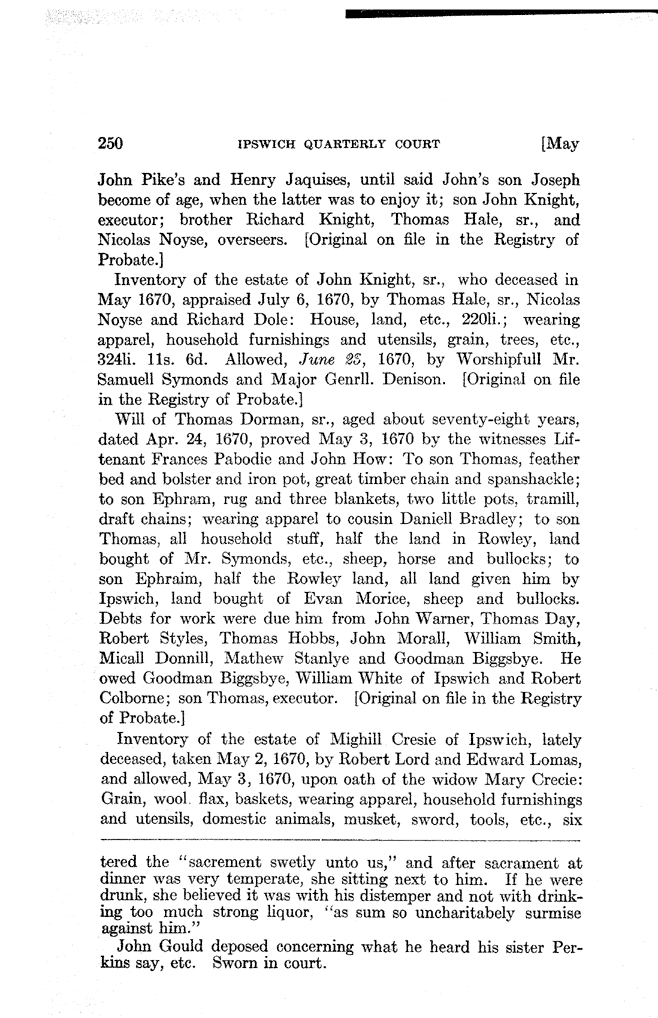 250 IPSWICH QUARTERLY COURT [May
John Pike's and Henry Jaquises, until said John's son Joseph
become of age, when the latter was to enjoy it; son John Knight,
executor; brother Richard Knight, Thomas Hale, sr., and
Nicolas Noyse, overseers. [Original on file in the Registry of
Probate.]
Inventory of the estate of John Knight, sr., who deceased in
May 1670, appraised July 6, 1670, by Thomas Hale, sr., Nicolas
Noyse and Richard Dole: House, land, etc., 220li.; wearing
apparel, household furnishings and utensils, grain, trees, etc.,
324li. 11s. 6d. Allowed, June 23, 1670, by Worshipfull Mr.
Samuell Symonds and Major Genrll. Denison. [Original on file
in the Registry of Probate.]
Will of Thomas Dorman, sr., aged about seventy-eight years,
dated Apr. 24, 1670, proved May 3, 1670 by the witnesses Lif-
tenant Frances Pabodie and John How: To son Thomas, feather
bed and bolster and iron pot, great timber chain and spanshackle;
to son Ephram, rug and three blankets, two little pots, tramill,
draft chains; wearing apparel to cousin Daniell Bradley; to son
Thomas, all household stuff, half the land in Rowley, land
bought of Mr. Symonds, etc., sheep, horse and bullocks; to
son Ephraim, half the Rowley land, all land given him by
Ipswich, land bought of Evan Morice, sheep and bullocks.
Debts for work were due him from John Warner, Thomas Day,
Robert Styles, Thomas Hobbs, John Morall, William Smith,
Micall Donnill, Mathew Stanlye and Goodman Biggsbye. He
owed Goodman Biggsbye, William White of Ipswich and Robert
Colborne; son Thomas, executor. [Original on file in the Registry
of Probate.]
Inventory of the estate of Mighill Cresie of Ipswich, lately
deceased, taken May 2, 1670, by Robert Lord and Edward Lomas,
and allowed, May 3, 1670, upon oath of the widow Mary Crecie:
Grain, wool. flax, baskets, wearing apparel, household furnishings
and utensils, domestic animals, musket, sword, tools, etc., six
tered the "sacrement swetly unto us," and after sacrament at
dinner was very temperate, she sitting next to him. If he were
drunk, she believed it was with his distemper and not with drink-
ing too much strong liquor, "as sum so uncharitabely surmise
against him."
John Gould deposed concerning what he heard his sister Per-
kins say, etc. Sworn in court.